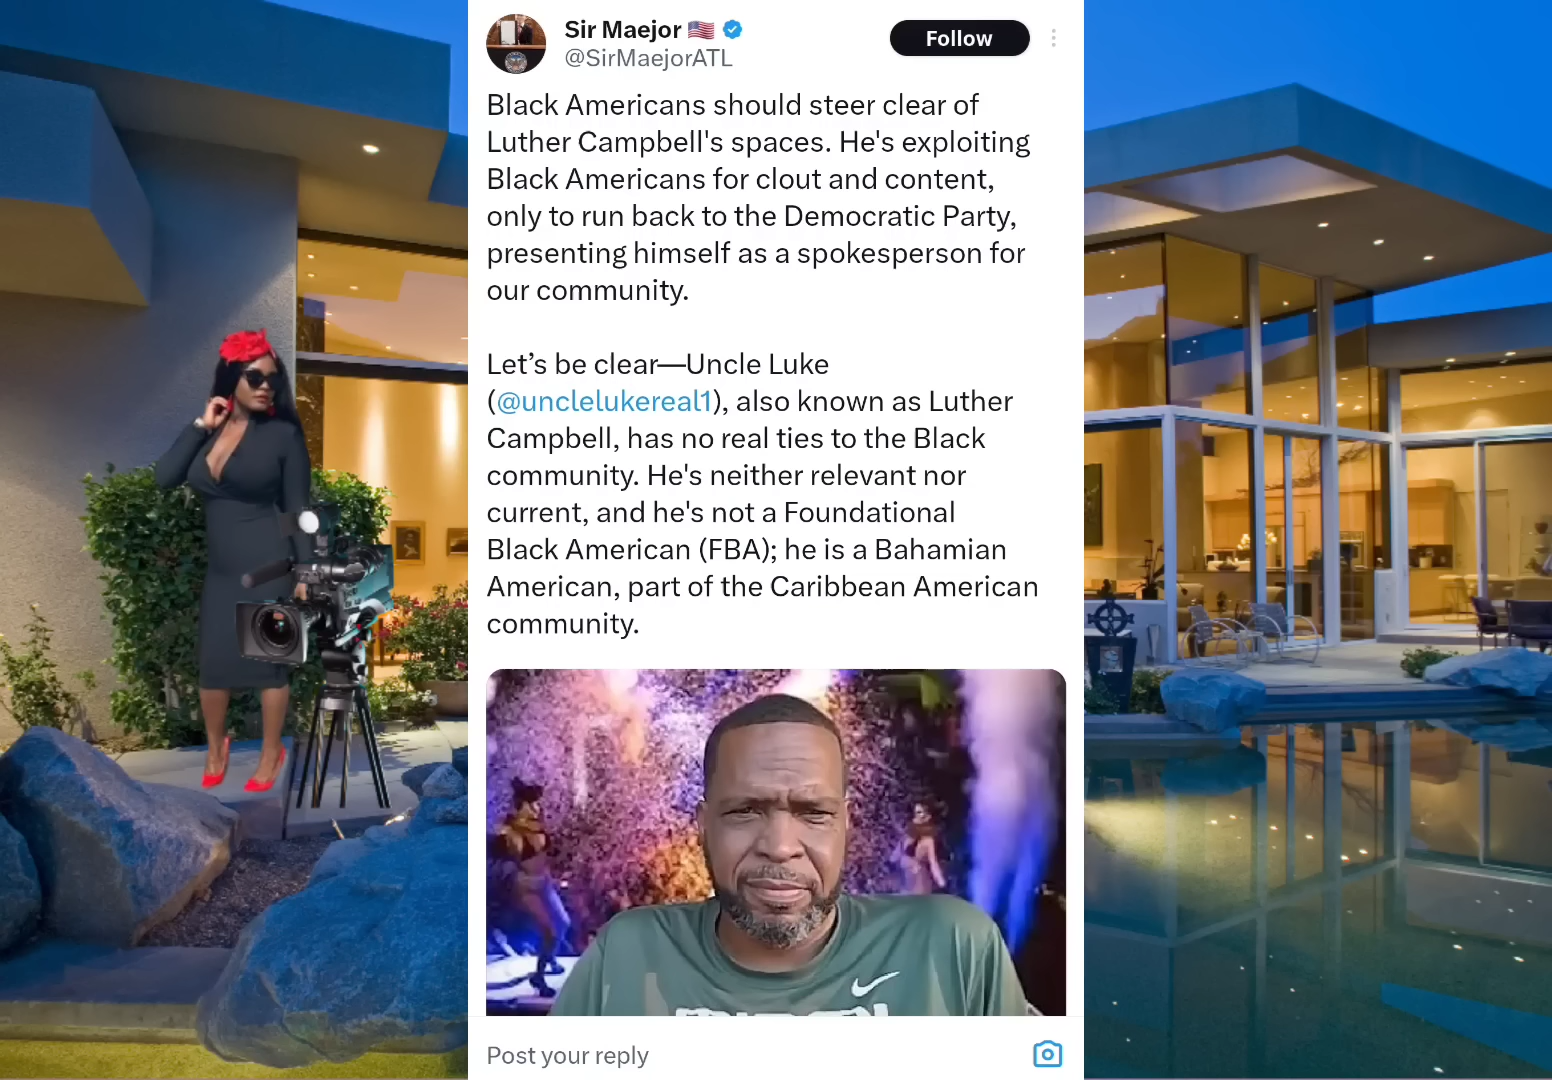 Sir Maejor 🇺🇸
@SirMaejorATL
Follow
Black Americans should steer clear of
Luther Campbell's spaces. He's exploiting
Black Americans for clout and content,
only to run back to the Democratic Party,
presenting himself as a spokesperson for
our community.
Let’s be clear—Uncle Luke
(@unclelukereal1), also known as Luther
Campbell, has no real ties to the Black
community. He's neither relevant nor
current, and he's not a Foundational
Black American (FBA); he is a Bahamian
American, part of the Caribbean American
community.
Post your reply